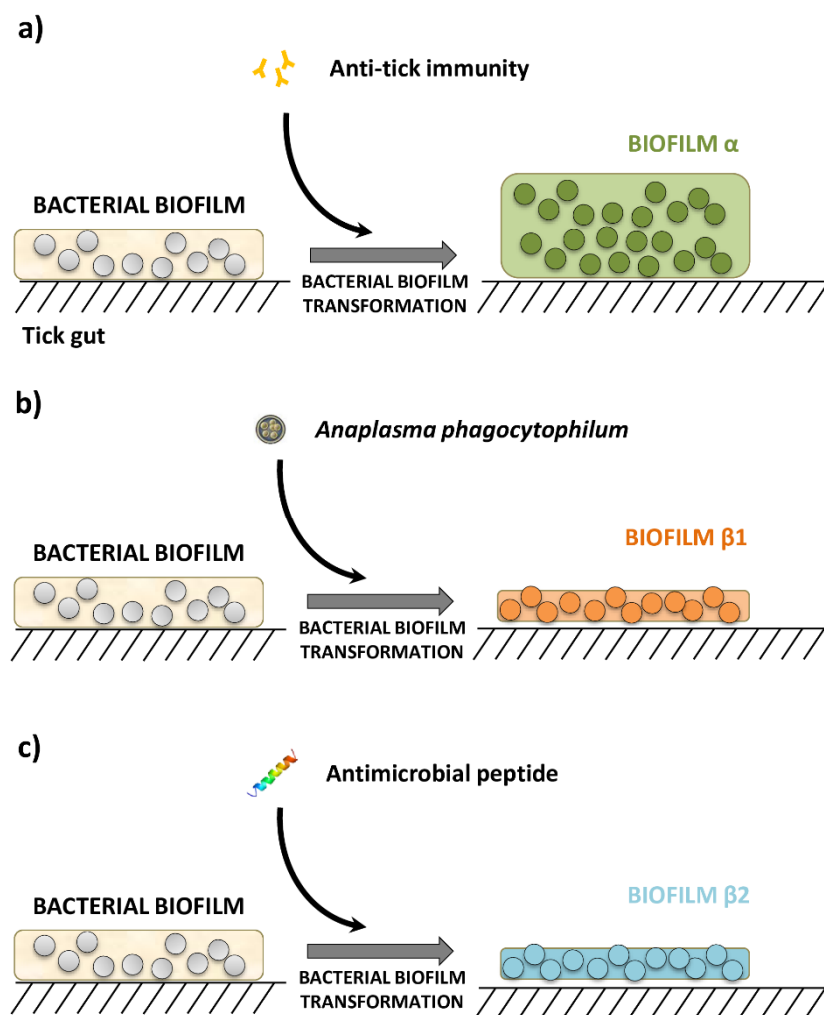 a)
Anti-tick immunity
BIOFILM α
BACTERIAL BIOFILM
BACTERIAL BIOFILM
TRANSFORMATION
Tick gut
b)
Anaplasma phagocytophilum
BIOFILM β1
BACTERIAL BIOFILM
BACTERIAL BIOFILM
TRANSFORMATION
c)
Antimicrobial peptide
BIOFILM β2
BACTERIAL BIOFILM
BACTERIAL BIOFILM
TRANSFORMATION